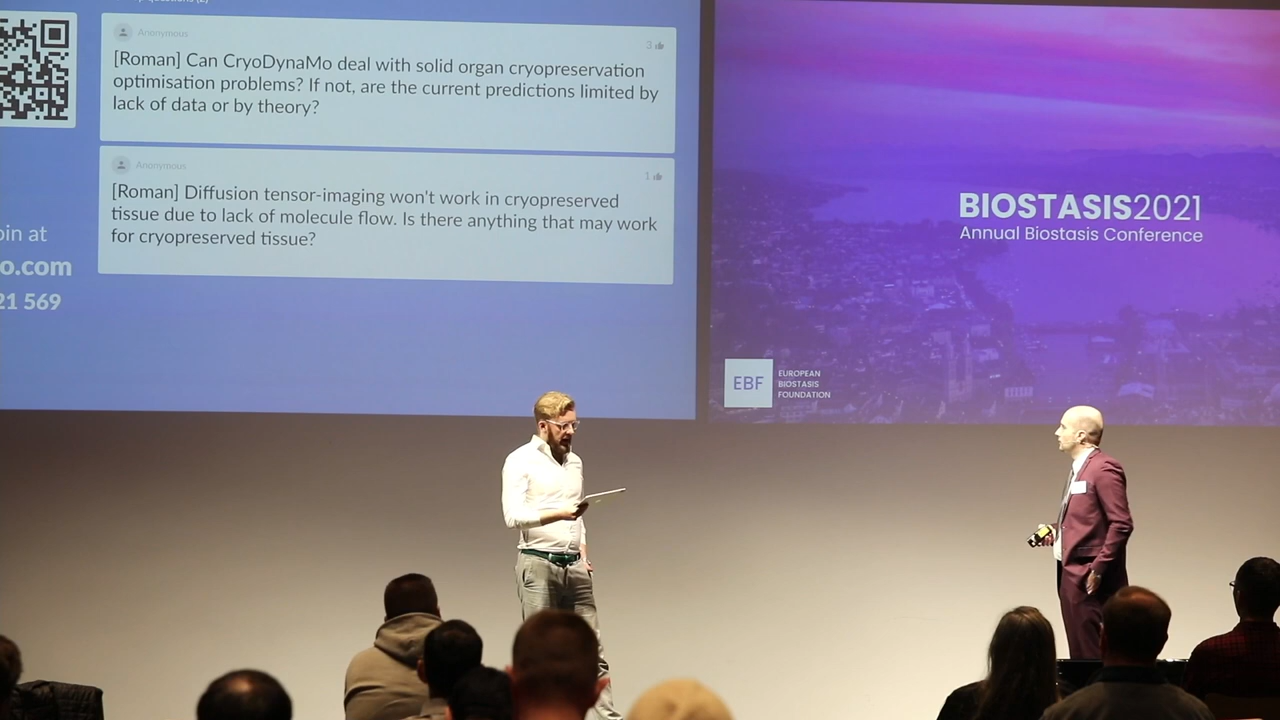 Anonymous
3
[Roman] Can CryoDynaMo deal with solid organ cryopreservation
optimisation problems? If not, are the current predictions limited by
lack of data or by theory?
Anonymous
1
[Roman] Diffusion tensor-imaging won't work in cryopreserved
tissue due to lack of molecule flow. Is there anything that may work
for cryopreserved tissue?
oin at
o.com
21 569
BIOSTASIS2021
Annual Biostasis Conference
EBF
EUROPEAN
BIOSTASIS
FOUNDATION